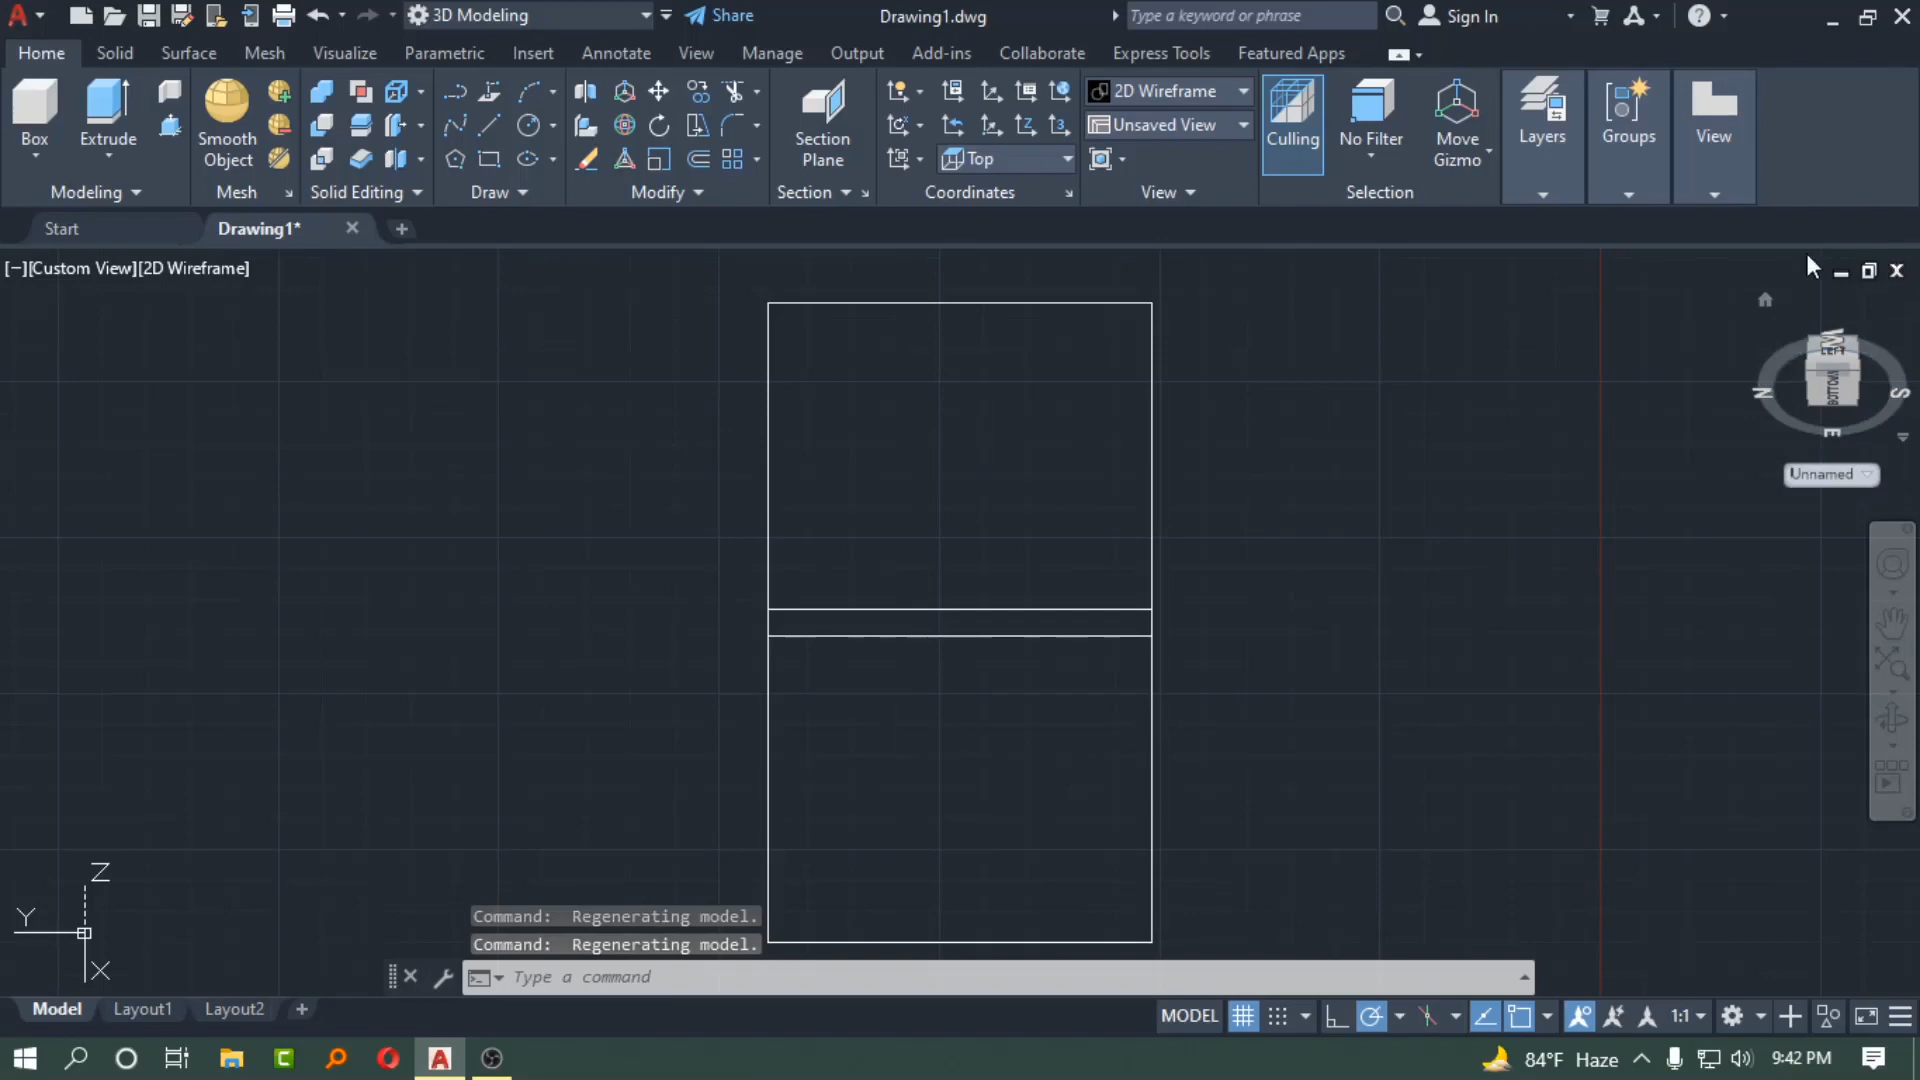 3D Modeling
Share
Drawing1.dwg
Type a keyword or phrase
Sign In
Home
Solid
Surface
Mesh
Visualize
Parametric
Insert
Annotate
View
Manage
Output
Add-ins
Collaborate
Express Tools
Featured Apps
Box
Extrude
Smooth
Object
Section
Plane
2D Wireframe
Unsaved View
Top
Culling
No Filter
Move
Gizmo
Layers
Groups
View
Modeling
Mesh
Solid Editing
Draw
Modify
Section
Coordinates
View
Selection
Start
Drawing1*
[−][Custom View][2D Wireframe]
W
LEFT
BOTTOM
N
S
E
Unnamed
Z
Y
X
Command: Regenerating model.
Command: Regenerating model.
Type a command
Model
Layout1
Layout2
MODEL
1:1
84°F Haze
9:42 PM